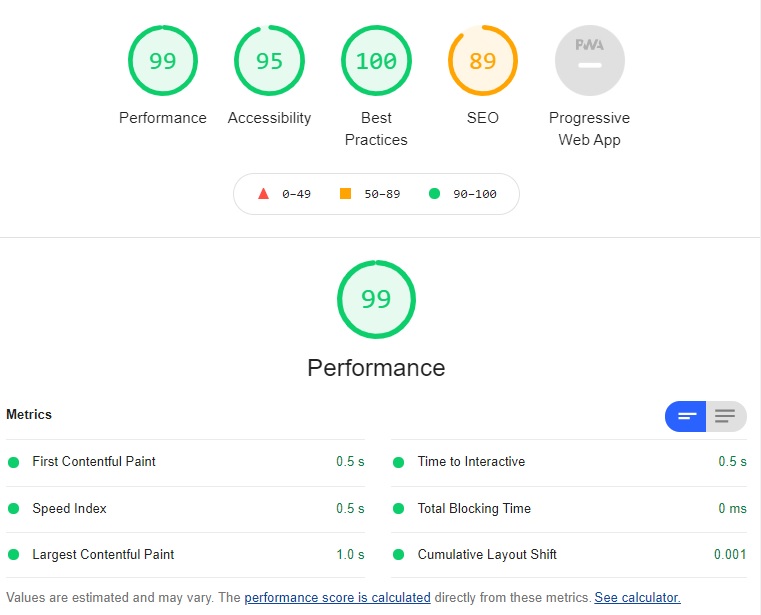 99 95 100 89 PWA
Performance Accessibility Best Practices SEO Progressive Web App
0–49 50–89 90–100
99
Performance
Metrics
First Contentful Paint 0.5 s
Time to Interactive 0.5 s
Speed Index 0.5 s
Total Blocking Time 0 ms
Largest Contentful Paint 1.0 s
Cumulative Layout Shift 0.001
Values are estimated and may vary. The performance score is calculated directly from these metrics. See calculator.